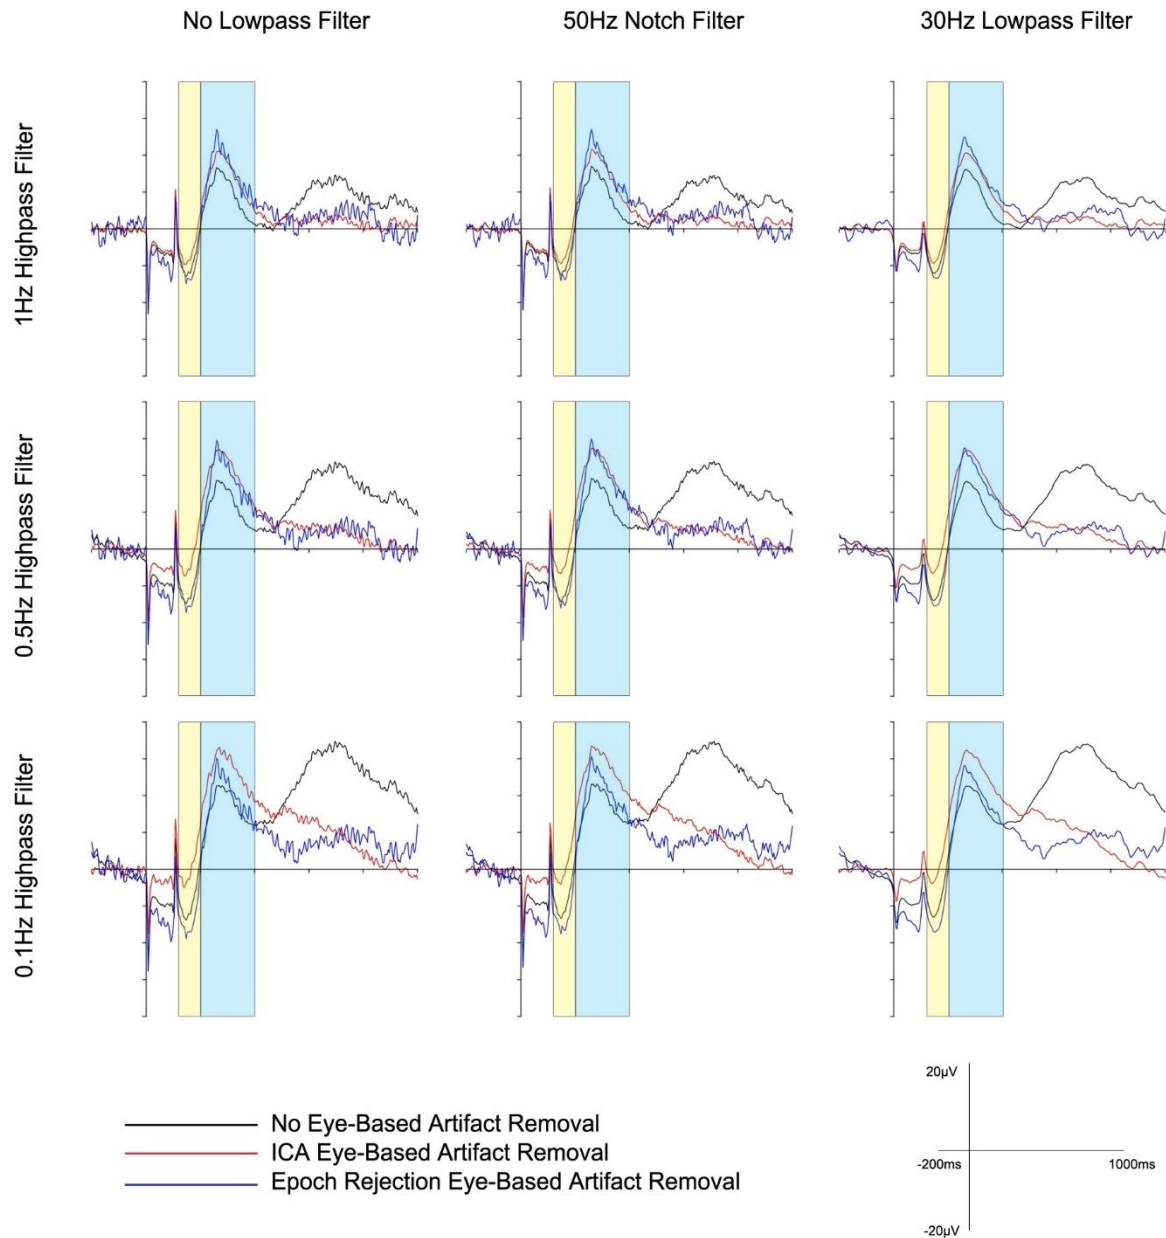 No Lowpass Filter
50Hz Notch Filter
30Hz Lowpass Filter
1Hz Highpass Filter
0.5Hz Highpass Filter
0.1Hz Highpass Filter
No Eye-Based Artifact Removal
ICA Eye-Based Artifact Removal
Epoch Rejection Eye-Based Artifact Removal
20µV
-200ms
1000ms
-20µV